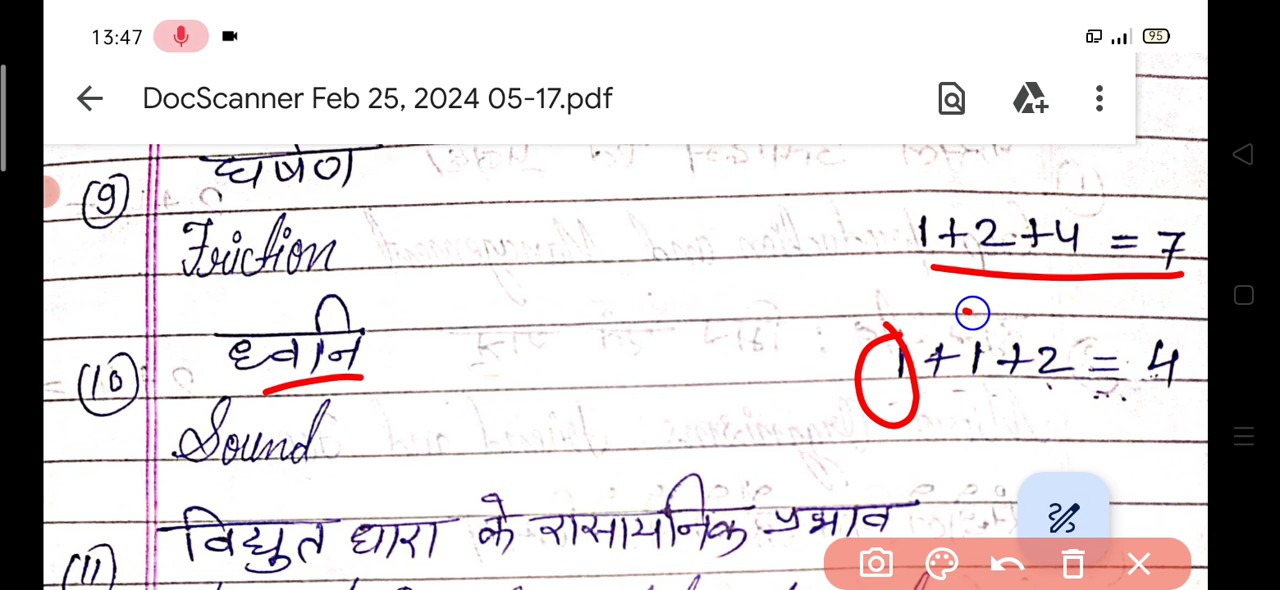 13:47
95
DocScanner Feb 25, 2024 05-17.pdf
(9) घर्षण
Friction 1+2+4 = 7
(10) ध्वनि 1+1+2 = 4
Sound
(11) विद्युत धारा के रासायनिक प्रभाव